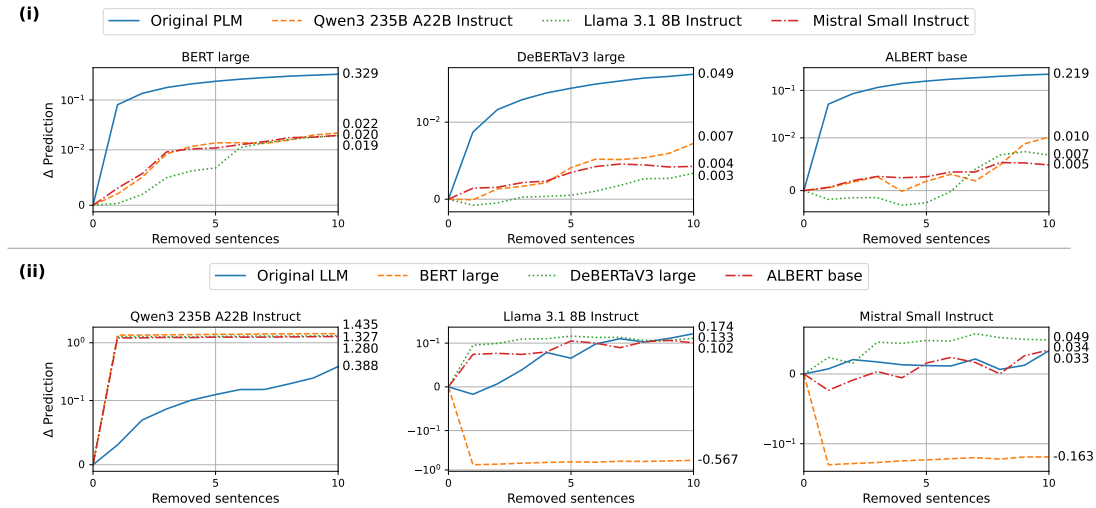 (i)
Original PLM Qwen3 235B A22B Instruct Llama 3.1 8B Instruct Mistral Small Instruct
BERT large DeBERTaV3 large ALBERT base
Δ Prediction
10⁻¹
10⁻²
0
0.329
0.022
0.020
0.019
0 5 10
Removed sentences
10⁻²
0
0.049
0.007
0.004
0.003
0 5 10
Removed sentences
10⁻¹
10⁻²
0
0.219
0.010
0.007
0.005
0 5 10
Removed sentences
(ii)
Original LLM BERT large DeBERTaV3 large ALBERT base
Qwen3 235B A22B Instruct Llama 3.1 8B Instruct Mistral Small Instruct
Δ Prediction
10⁰
10⁻¹
0
1.435
1.327
1.280
0.388
0 5 10
Removed sentences
10⁻¹
0
−10⁻¹
−10⁰
0.174
0.133
0.102
-0.567
0 5 10
Removed sentences
0
−10⁻¹
0.049
0.034
0.033
-0.163
0 5 10
Removed sentences